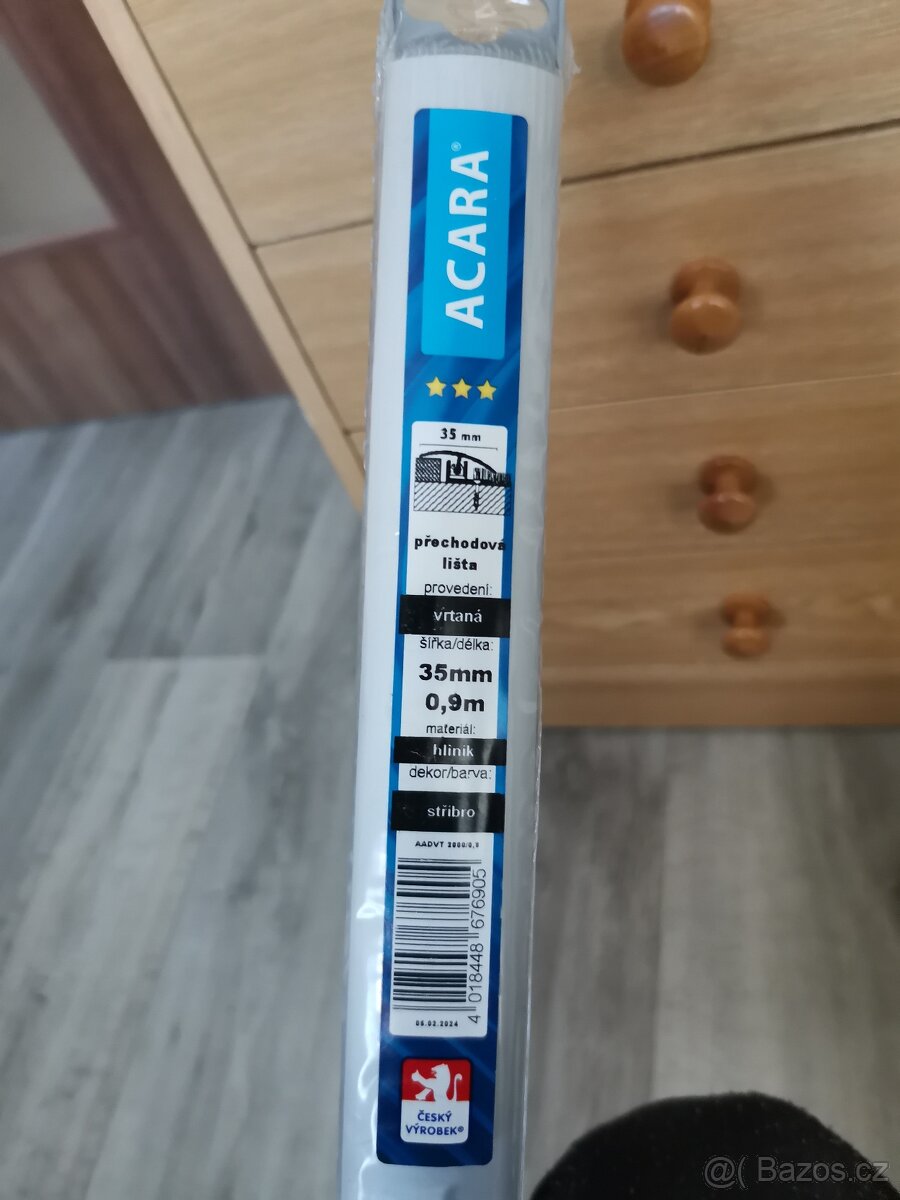 ACARA®
35 mm
přechodová
lišta
provedení:
vrtaná
šířka/délka:
35mm
0,9m
materiál:
hliník
dekor/barva:
stříbro
AADVT 2000/0,9
4 018448 676905
05.02.2024
ČESKÝ
VÝROBEK®
@( Bazos.cz